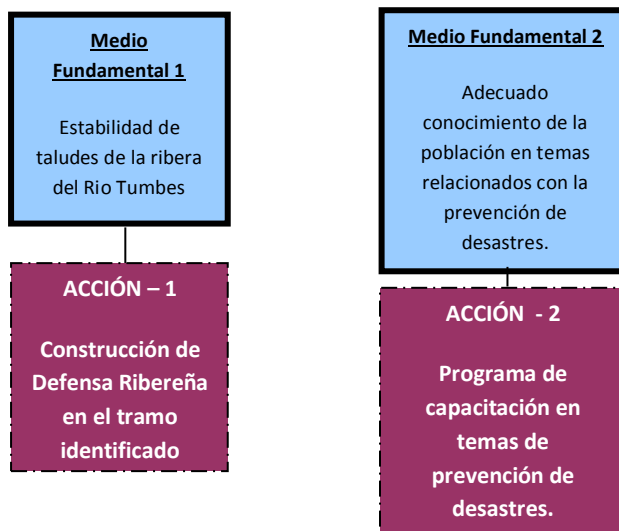 Medio
Fundamental 1
Estabilidad de
taludes de la ribera
del Rio Tumbes
ACCIÓN – 1
Construcción de
Defensa Ribereña
en el tramo
identificado
Medio Fundamental 2
Adecuado
conocimiento de la
población en temas
relacionados con la
prevención de
desastres.
ACCIÓN - 2
Programa de
capacitación en
temas de
prevención de
desastres.